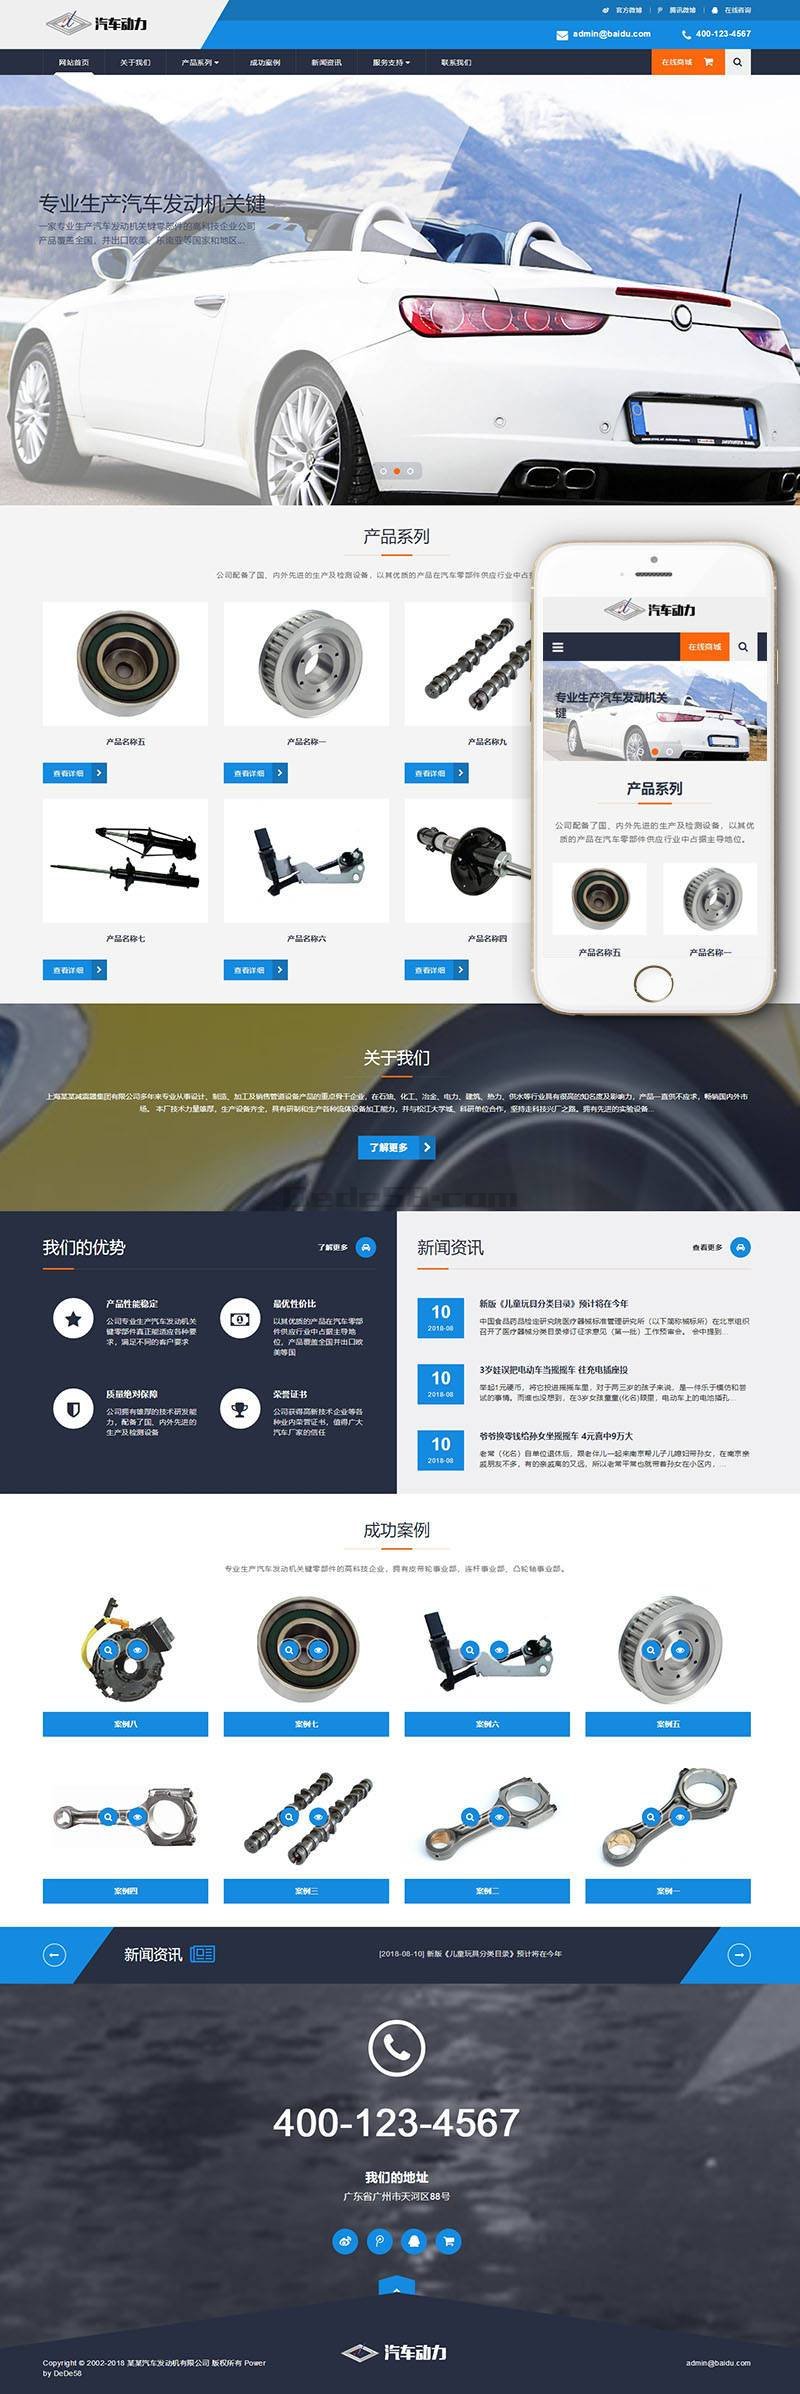 汽车动力
官方微博
腾讯微博
在线咨询
admin@baidu.com
400-123-4567
网站首页
关于我们
产品系列
成功案例
新闻资讯
服务支持
联系我们
在线商城
专业生产汽车发动机关键
一家专业生产汽车发动机关键零部件的高科技企业公司
产品覆盖全国，并出口欧美、东南亚等国家和地区...
产品系列
公司配备了国、内外先进的生产及检测设备，以其优质的产品在汽车零部件供应行业中占
产品名称五
产品名称一
产品名称九
查看详细
查看详细
查看详细
产品名称七
产品名称六
产品名称四
查看详细
查看详细
查看详细
汽车动力
在线商城
专业生产汽车发动机关
键
产品系列
公司配备了国、内外先进的生产及检测设备，以其优
质的产品在汽车零部件供应行业中占据主导地位。
产品名称五
产品名称一
关于我们
上海某某减震器集团有限公司多年来专业从事设计、制造、加工及销售管道设备产品的重点骨干企业，在石油、化工、冶金、电力、建筑、热力、供水等行业具有很高的知名度及影响力，产品一直供不应求，畅销国内外市
场。 本厂技术力量雄厚，生产设备齐全，具有研制和生产各种流体设备加工能力，并与松江大学城、科研单位合作，坚持走科技兴厂之路。拥有先进的实验设备...
了解更多
Dede58.com
我们的优势
了解更多
产品性能稳定
公司专业生产汽车发动机关
键零部件真正能适应各种要
求，满足不同的客户要求
最优性价比
以其优质的产品在汽车零部
件供应行业中占据主导地
位，产品覆盖全国并出口欧
美等国
质量绝对保障
公司拥有雄厚的技术研发能
力，配备了国、内外先进的
生产及检测设备
荣誉证书
公司获得高新技术企业等各
种业内荣誉证书，值得广大
汽车厂家的信任
新闻资讯
查看更多
10
2018-08
新版《儿童玩具分类目录》预计将在今年
中国食品药品检定研究院医疗器械标准管理研究所（以下简称械标所）在北京组织
召开了医疗器械分类目录修订征求意见（第一批）工作预审会。 会中提到...
10
2018-08
3岁娃误把电动车当摇摇车 往充电插座投
举起1元硬币，将它投进摇摇车里，对于两三岁的孩子来说，是一件乐于模仿和尝
试的事情。而谁也没想到，在3岁女孩童童(化名)眼里，电动车上的电池插孔...
10
2018-08
爷爷换零钱给孙女坐摇摇车 4元喜中9万大
老常（化名）自单位退休后，跟老伴儿一起来南京帮儿子儿媳妇带孙女，在南京亲
戚朋友不多，有的亲戚离的又远，所以老常平常也就带着孙女在小区内，...
成功案例
专业生产汽车发动机关键零部件的高科技企业，拥有皮带轮事业部、连杆事业部、凸轮轴事业部。
案例八
案例七
案例六
案例五
案例四
案例三
案例二
案例一
新闻资讯
[2018-08-10] 新版《儿童玩具分类目录》预计将在今年
400-123-4567
我们的地址
广东省广州市天河区88号
汽车动力
Copyright © 2002-2018 某某汽车发动机有限公司 版权所有 Power
by DeDe58
admin@baidu.com